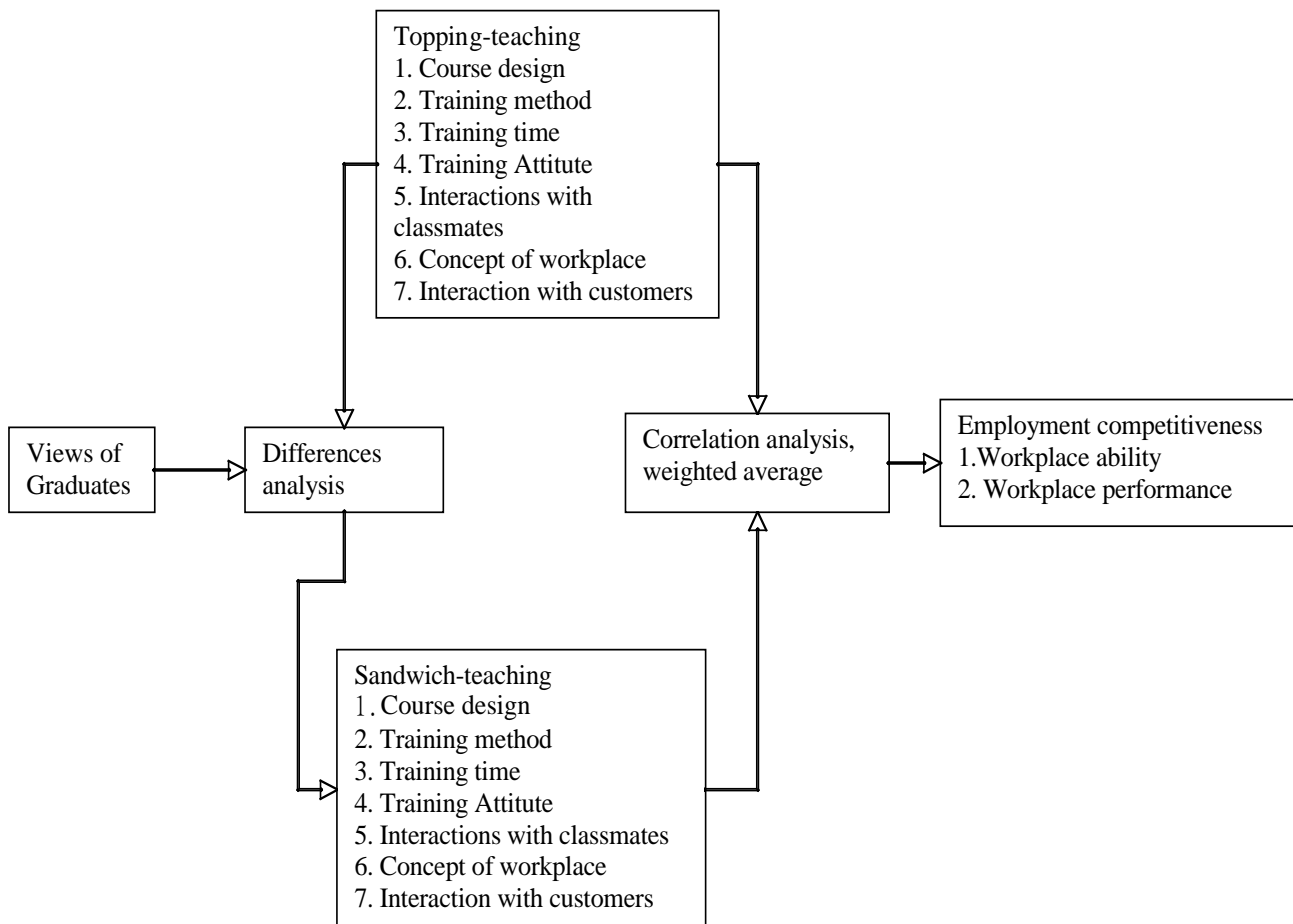 Topping-teaching
1. Course design
2. Training method
3. Training time
4. Training Attitute
5. Interactions with
classmates
6. Concept of workplace
7. Interaction with customers
Views of
Graduates
Differences
analysis
Correlation analysis,
weighted average
Employment competitiveness
1.Workplace ability
2. Workplace performance
Sandwich-teaching
1. Course design
2. Training method
3. Training time
4. Training Attitute
5. Interactions with classmates
6. Concept of workplace
7. Interaction with customers